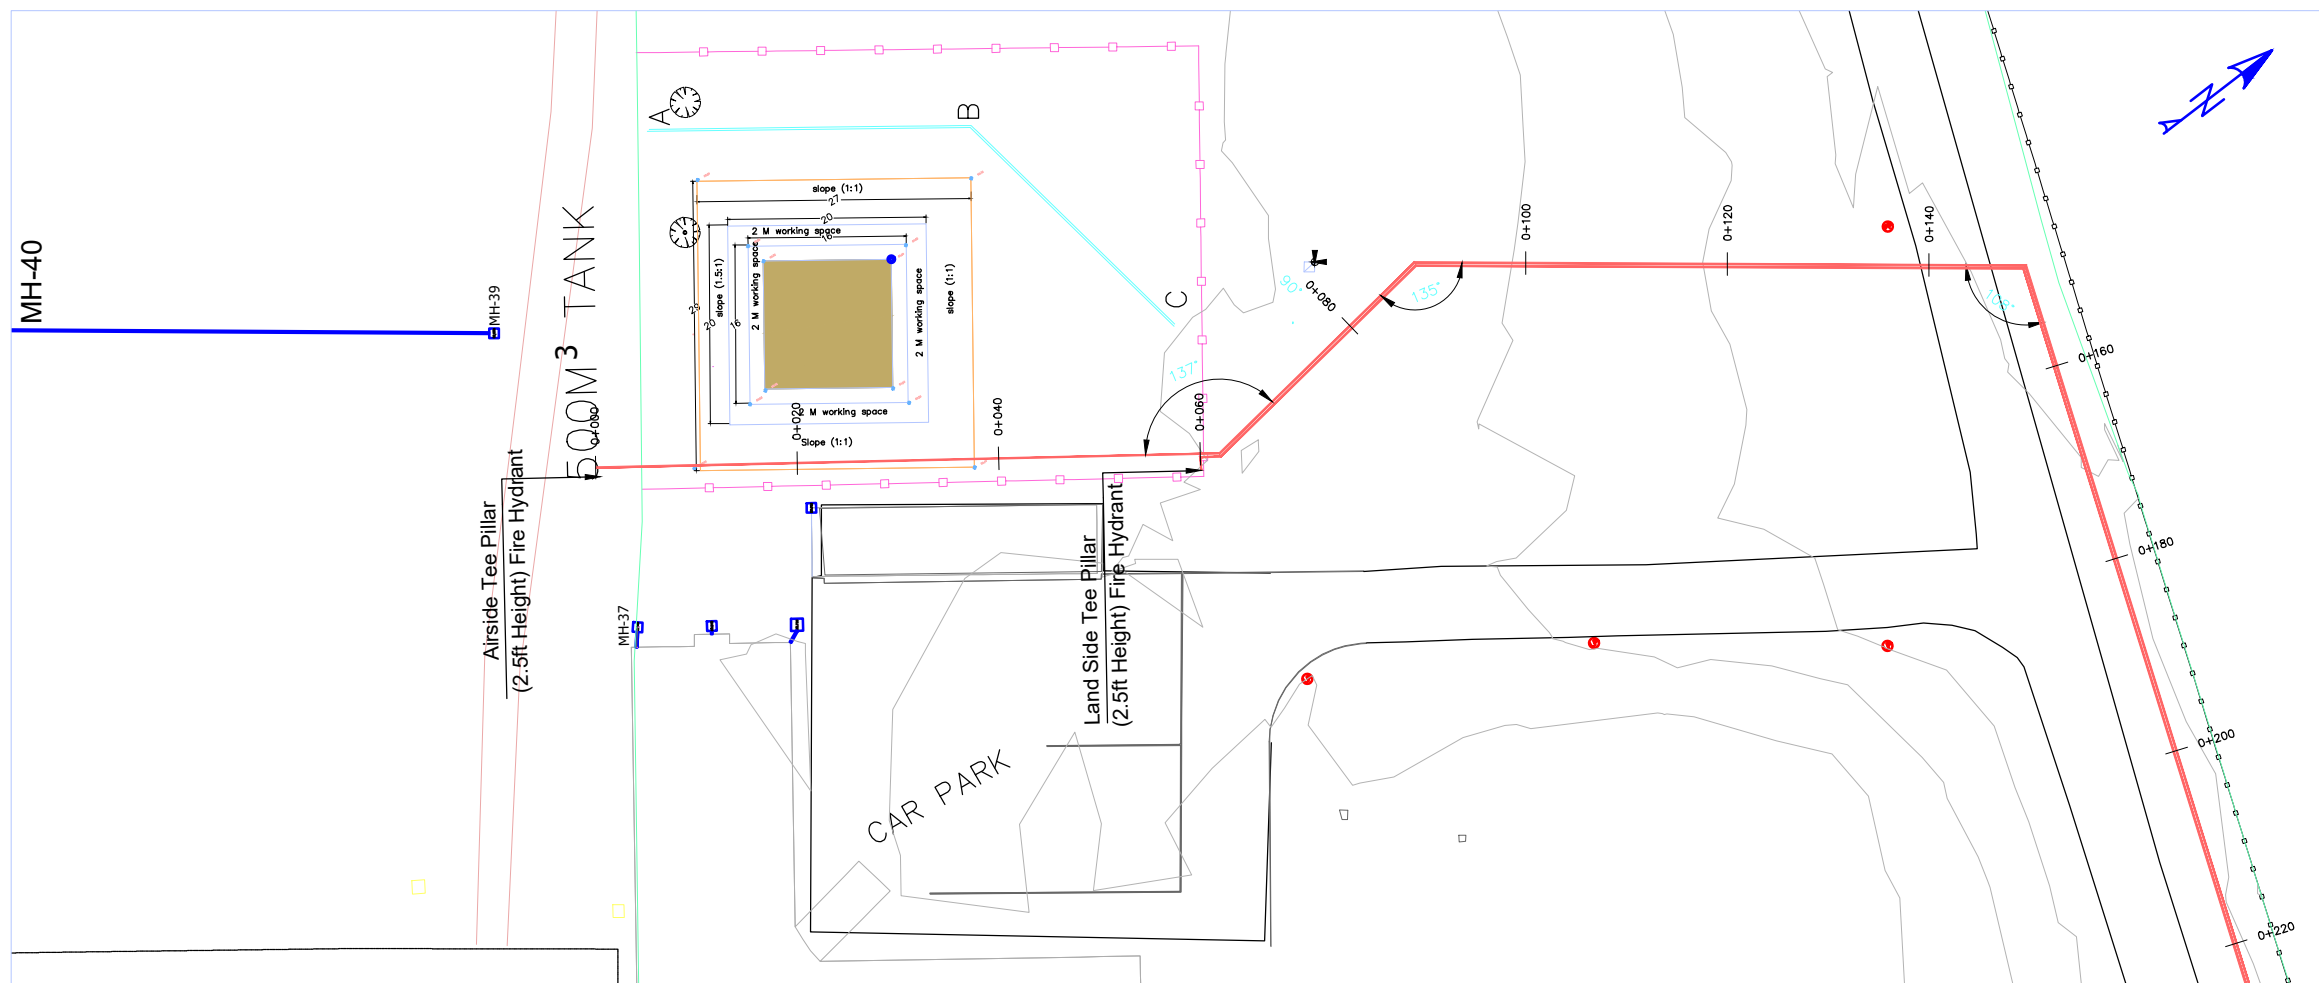 MH-40
MH-39
500M3 TANK
A
B
C
N
slope (1:1)
27
20
2 M working space
16
slope (1.5:1)
2 M working space
20
16
2 M working space
slope (1:1)
2 M working space
Slope (1:1)
0+000
0+020
0+040
0+060
0+080
0+100
0+120
0+140
0+160
0+180
0+200
0+220
137°
90°
135°
108°
Airside Tee Pillar
(2.5ft Height) Fire Hydrant
Land Side Tee Pillar
(2.5ft Height) Fire Hydrant
MH-37
CAR PARK